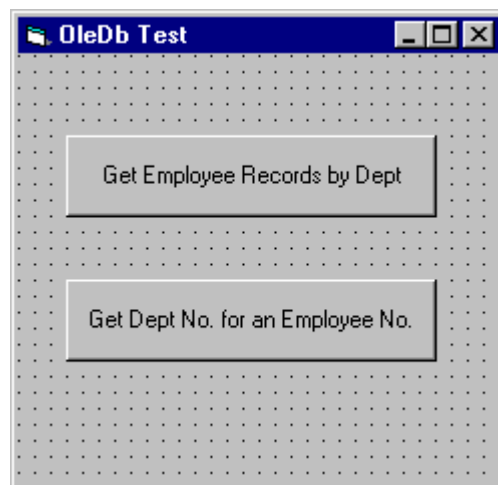 OleDb Test
Get Employee Records by Dept
Get Dept No. for an Employee No.